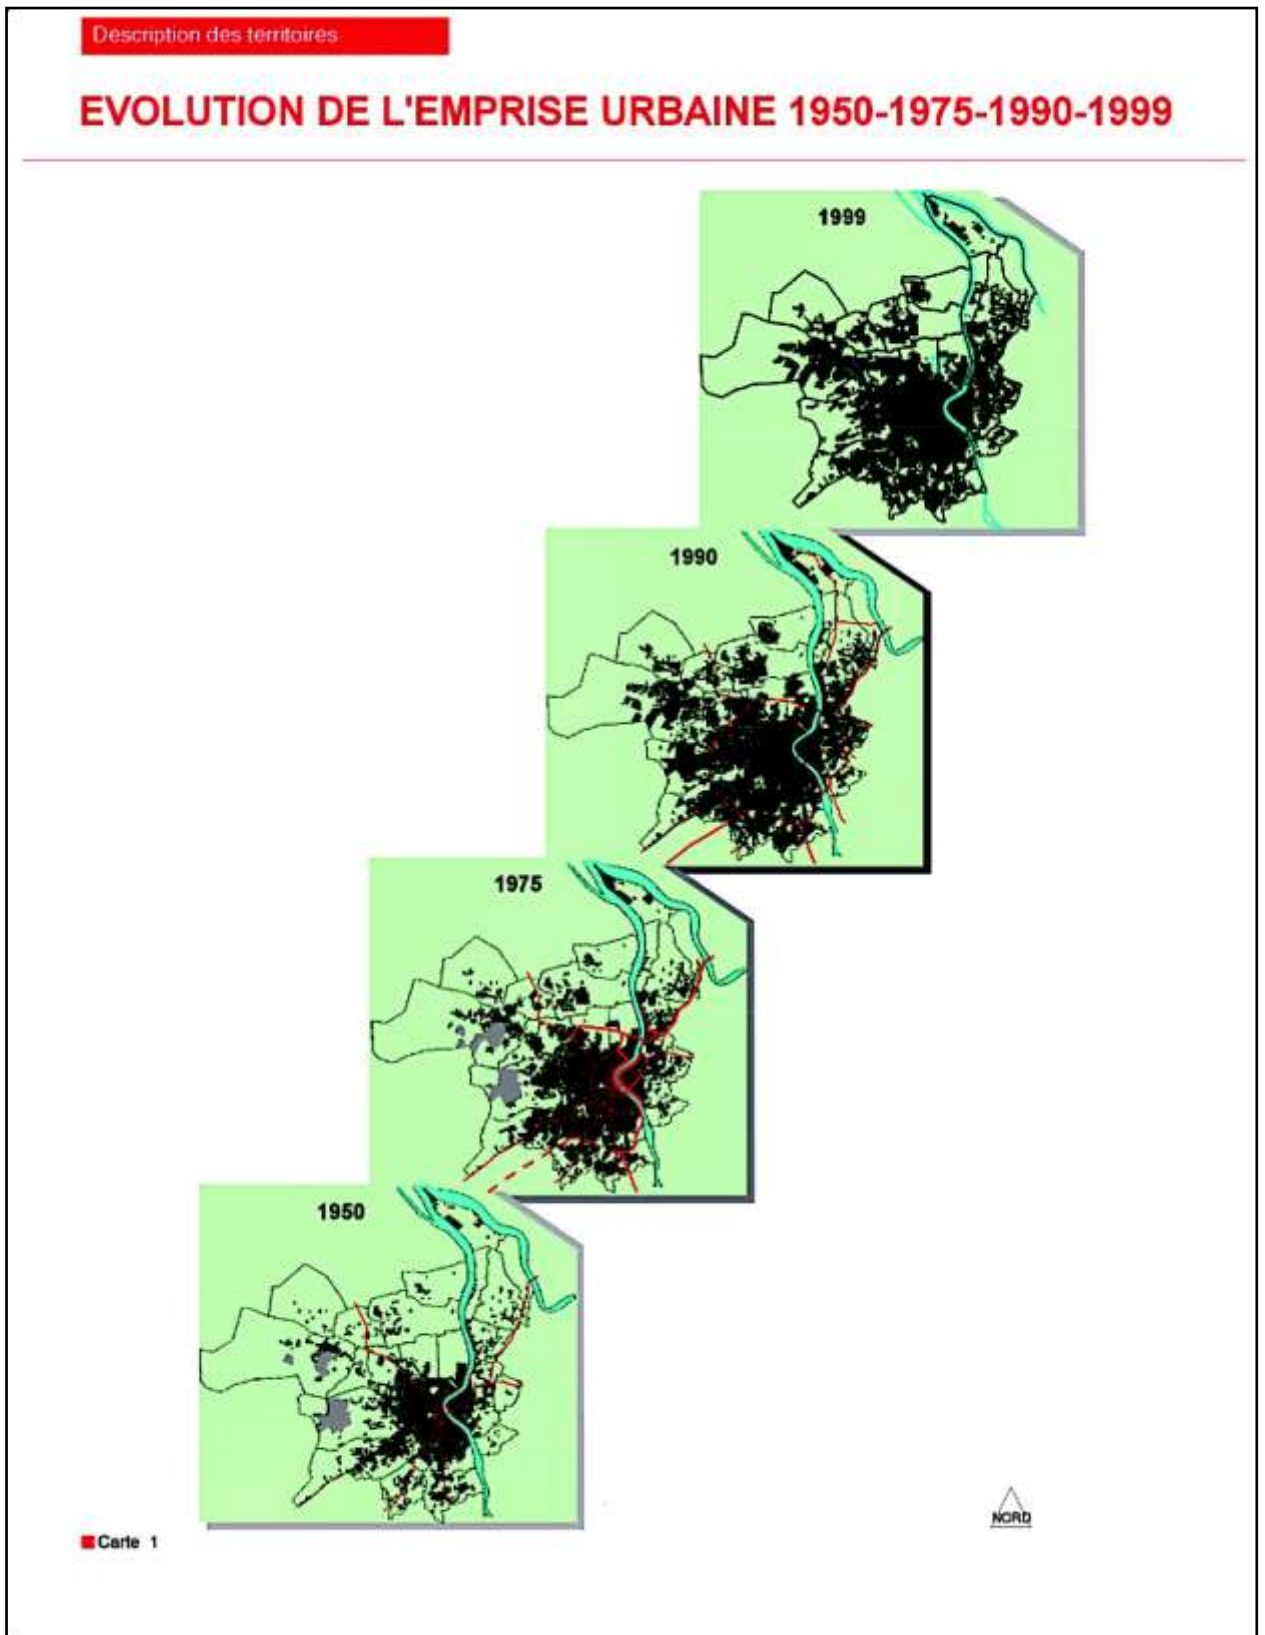 Description des territoires
EVOLUTION DE L'EMPRISE URBAINE 1950-1975-1990-1999
1999
1990
1975
1950
NORD
Carte 1